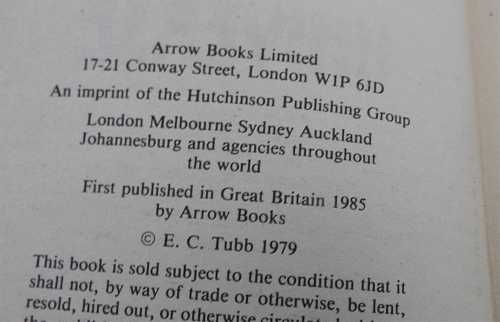 Arrow Books Limited
17-21 Conway Street, London W1P 6JD
An imprint of the Hutchinson Publishing Group
London Melbourne Sydney Auckland
Johannesburg and agencies throughout
the world
First published in Great Britain 1985
by Arrow Books
© E. C. Tubb 1979
This book is sold subject to the condition that it
shall not, by way of trade or otherwise, be lent,
resold, hired out, or otherwise